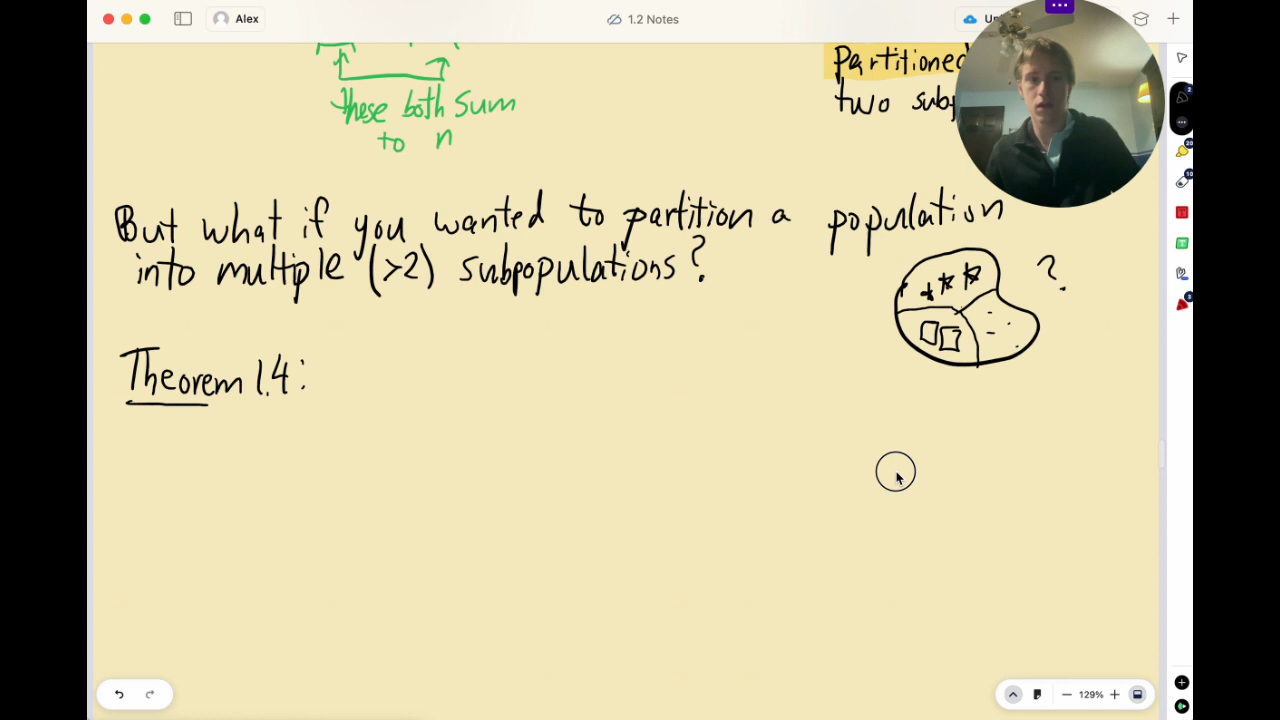 Alex
1.2 Notes
These both sum
to n
Partitioned
two
But what if you wanted to partition a population
into multiple (>2) subpopulations?
?
Theorem 1.4:
129%